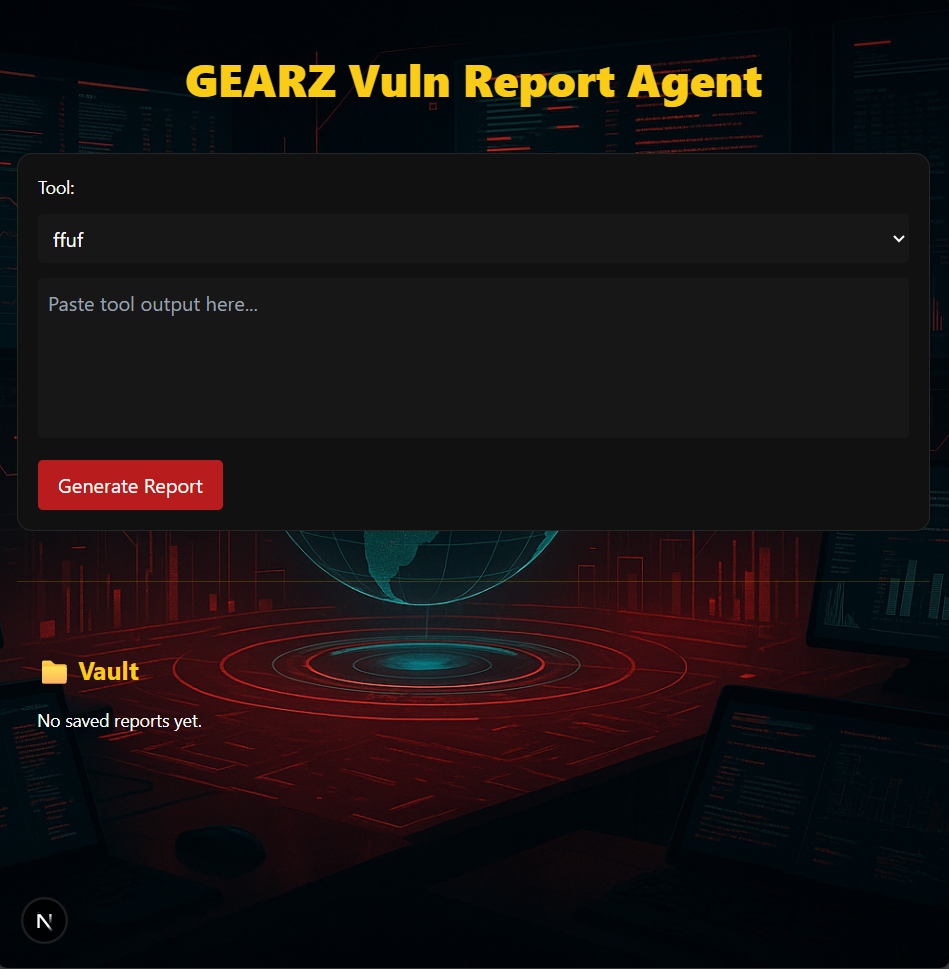 GEARZ Vuln Report Agent
Tool:
ffuf
Paste tool output here...
Generate Report
Vault
No saved reports yet.
N